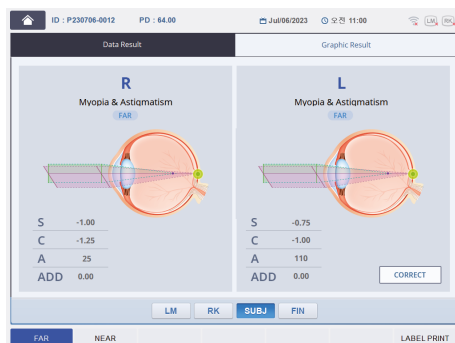 ID : P230706-0012 PD : 64.00 Jul/06/2023 오전 11:00 LM RK
Data Result Graphic Result
R
Myopia & Astigmatism
FAR
S -1.00
C -1.25
A 25
ADD 0.00
L
Myopia & Astigmatism
FAR
S -0.75
C -1.00
A 110
ADD 0.00
CORRECT
LM RK SUBJ FIN
FAR NEAR LABEL PRINT